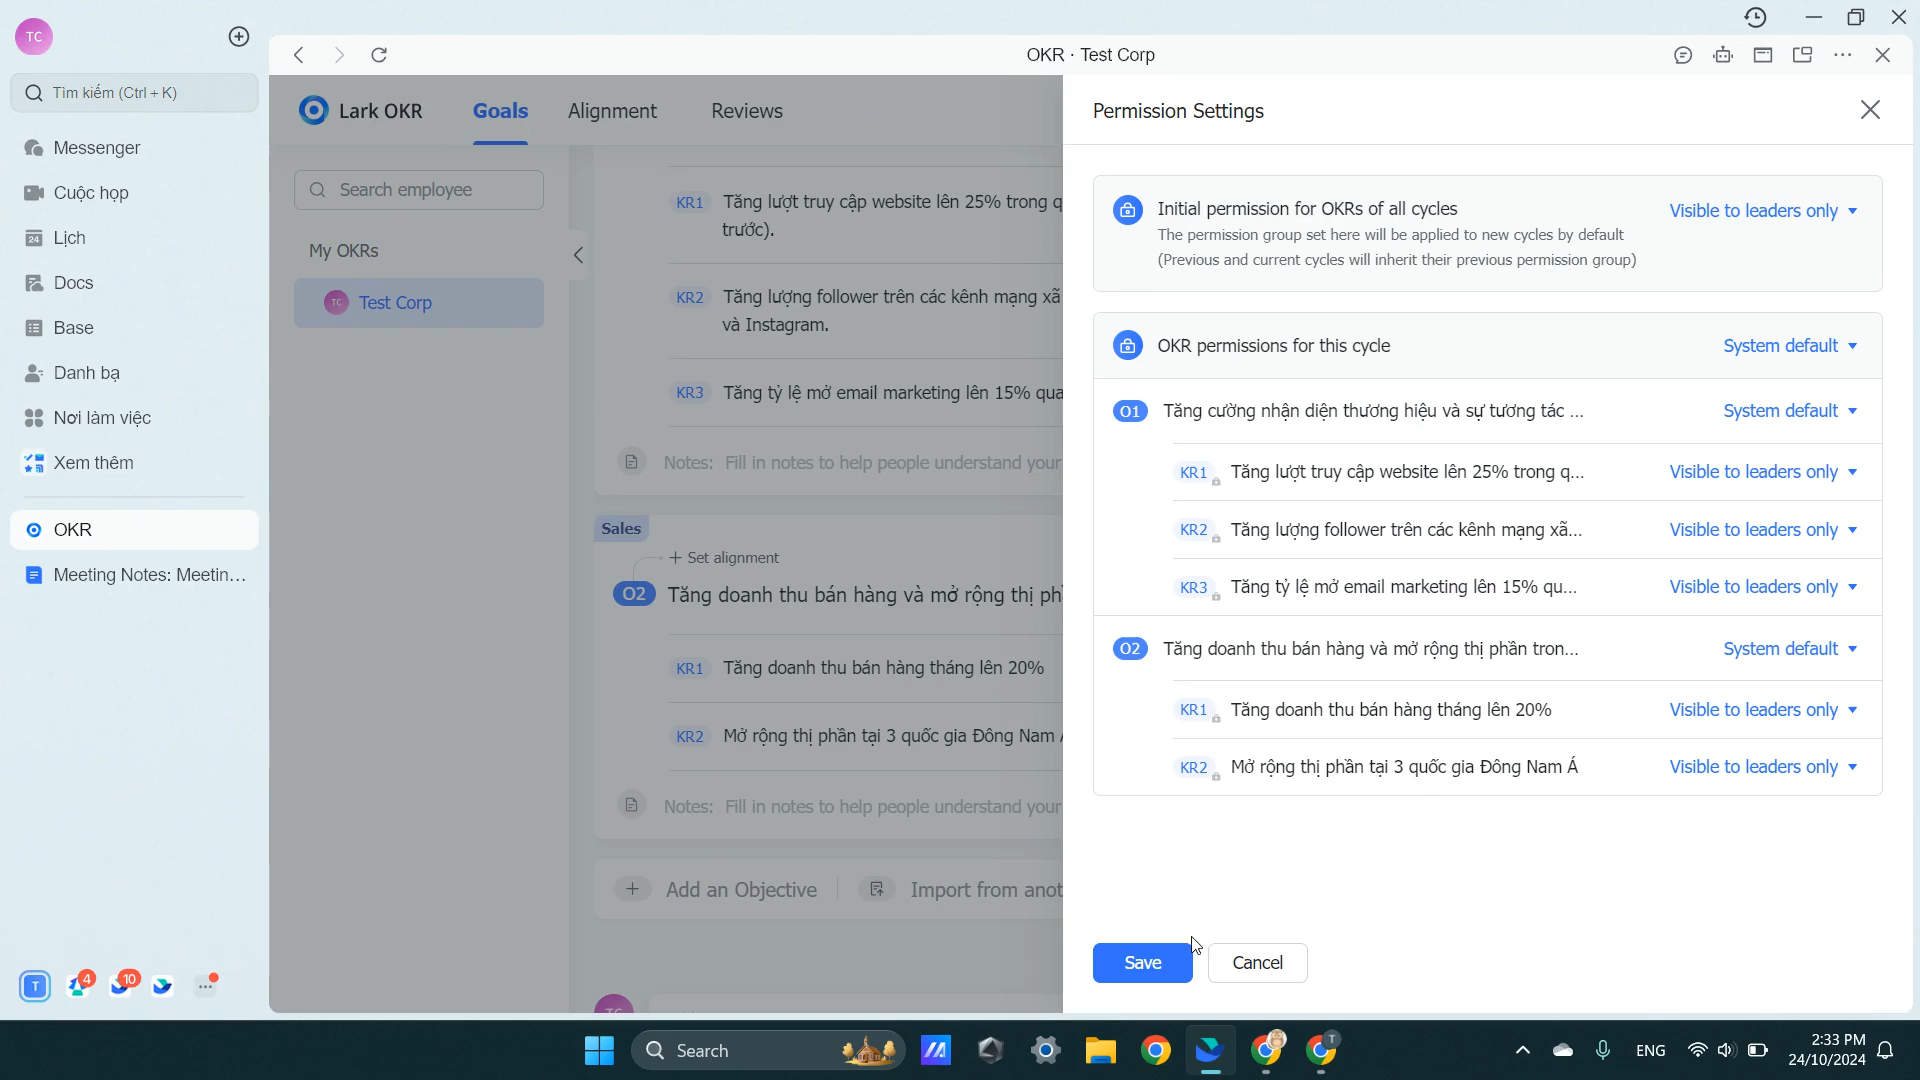 TC
Tìm kiếm (Ctrl + K)
Messenger
Cuộc họp
24
Lịch
Docs
Base
Danh bạ
Nơi làm việc
Xem thêm
OKR
Meeting Notes: Meetin...
T
4
10
OKR · Test Corp
Lark OKR
Goals
Alignment
Reviews
Search employee
My OKRs
TC
Test Corp
KR1 Tăng lượt truy cập website lên 25% trong q
trước).
KR2 Tăng lượng follower trên các kênh mạng xã
và Instagram.
KR3 Tăng tỷ lệ mở email marketing lên 15% qua
Notes: Fill in notes to help people understand your
Sales
+ Set alignment
O2 Tăng doanh thu bán hàng và mở rộng thị ph
KR1 Tăng doanh thu bán hàng tháng lên 20%
KR2 Mở rộng thị phần tại 3 quốc gia Đông Nam
Notes: Fill in notes to help people understand your
Add an Objective
Import from anot
TC
Permission Settings
Initial permission for OKRs of all cycles
Visible to leaders only
The permission group set here will be applied to new cycles by default
(Previous and current cycles will inherit their previous permission group)
OKR permissions for this cycle
System default
O1 Tăng cường nhận diện thương hiệu và sự tương tác ...
System default
KR1 Tăng lượt truy cập website lên 25% trong q...
Visible to leaders only
KR2 Tăng lượng follower trên các kênh mạng xã...
Visible to leaders only
KR3 Tăng tỷ lệ mở email marketing lên 15% qu...
Visible to leaders only
O2 Tăng doanh thu bán hàng và mở rộng thị phần tron...
System default
KR1 Tăng doanh thu bán hàng tháng lên 20%
Visible to leaders only
KR2 Mở rộng thị phần tại 3 quốc gia Đông Nam Á
Visible to leaders only
Save
Cancel
Search
T
ENG
2:33 PM
24/10/2024